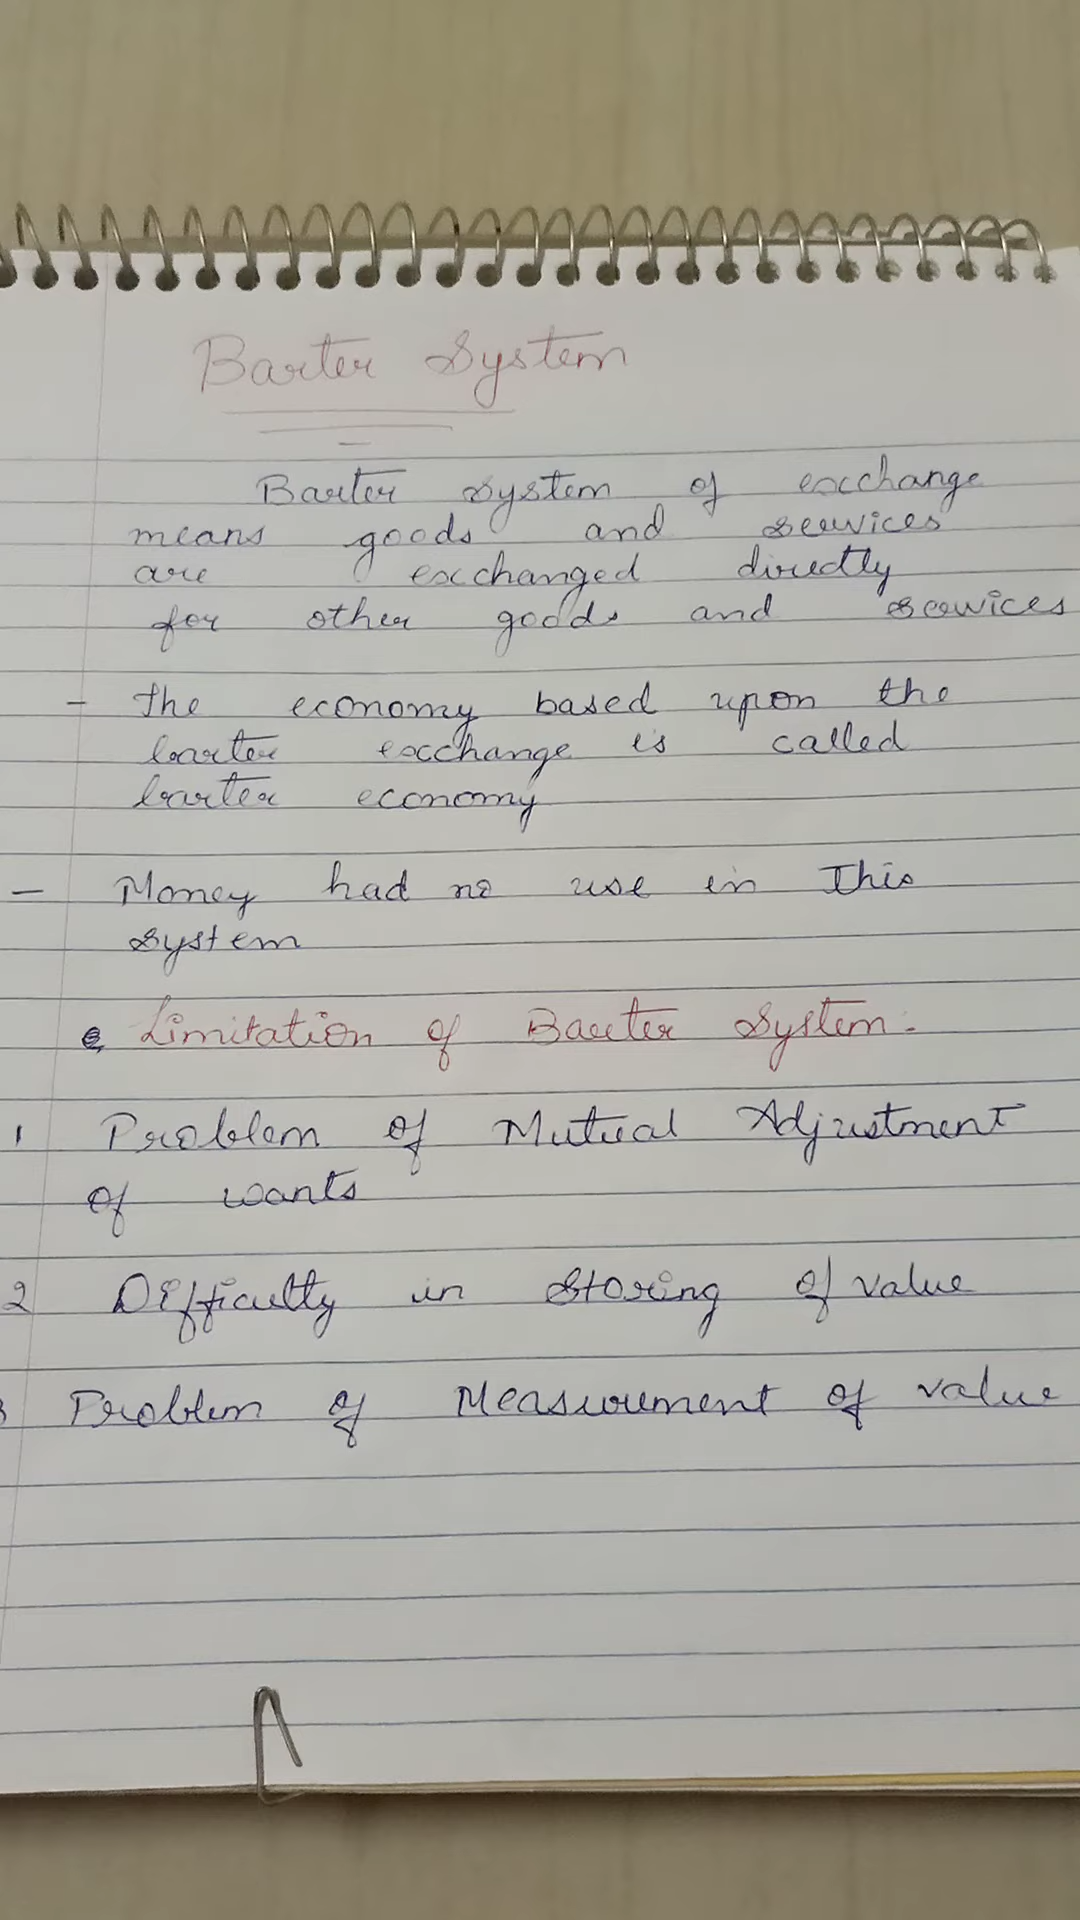 Barter System
Barter system of exchange
means goods and services
are exchanged directly
for other goods and services
- the economy based upon the
barter exchange is called
barter economy
- Money had no use in This
system
Limitation of Barter System.
1 Problem of Mutual Adjustment
of wants
2 Difficulty in Storing of value
3 Problem of Measurement of value